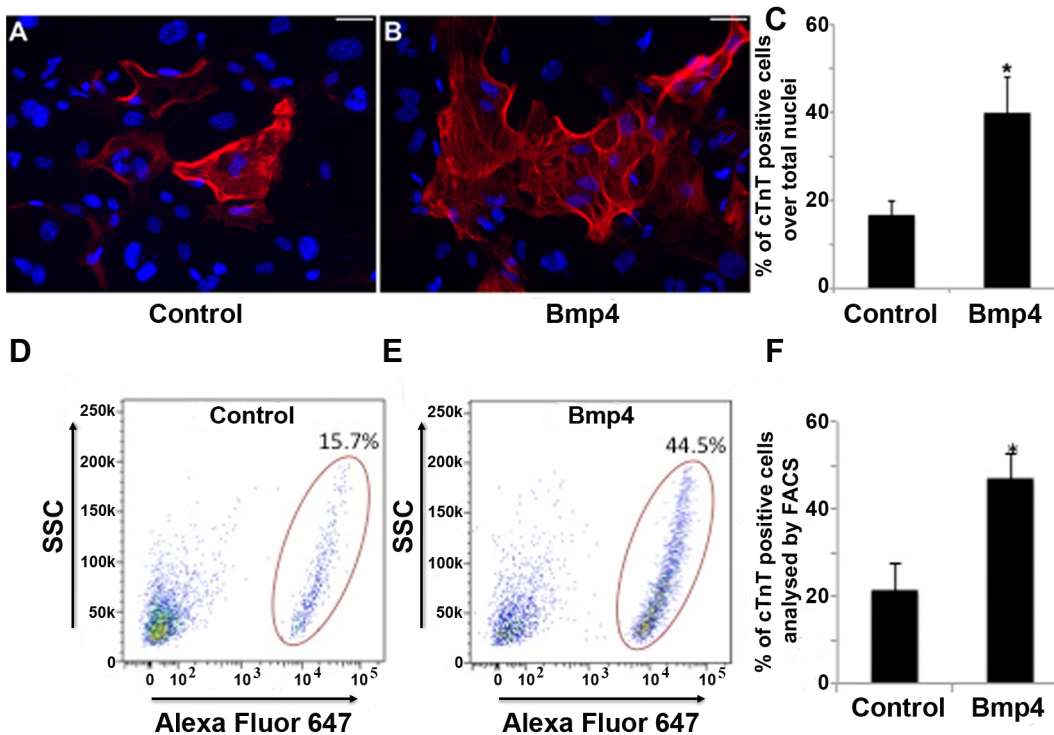 A
B
C
60
40
20
0
% of cTnT positive cells
over total nuclei
*
Control
Bmp4
Control
Bmp4
D
E
F
Control
15.7%
250k
200k
150k
100k
50k
0
SSC
0
10²
10³
10⁴
10⁵
Alexa Fluor 647
Bmp4
44.5%
250k
200k
150k
100k
50k
0
SSC
0
10²
10³
10⁴
10⁵
Alexa Fluor 647
60
40
20
0
% of cTnT positive cells
analysed by FACS
*
Control
Bmp4